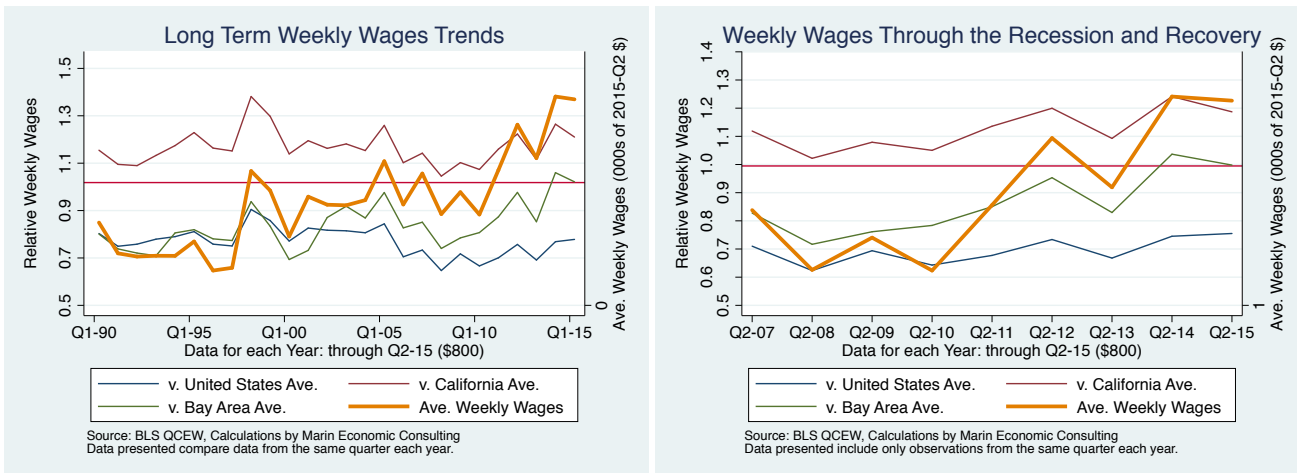 Long Term Weekly Wages Trends
Relative Weekly Wages
1.5
1.3
1.1
0.9
0.7
0.5
0
Ave. Weekly Wages (000s of 2015-Q2 $)
Q1-90 Q1-95 Q1-00 Q1-05 Q1-10 Q1-15
Data for each Year: through Q2-15 ($800)
v. United States Ave. v. California Ave.
v. Bay Area Ave. Ave. Weekly Wages
Source: BLS QCEW, Calculations by Marin Economic Consulting
Data presented compare data from the same quarter each year.
Weekly Wages Through the Recession and Recovery
Relative Weekly Wages
1.4
1.3
1.2
1.1
1.0
0.9
0.8
0.7
0.6
0.5
1
Ave. Weekly Wages (000s of 2015-Q2 $)
Q2-07 Q2-08 Q2-09 Q2-10 Q2-11 Q2-12 Q2-13 Q2-14 Q2-15
Data for each Year: through Q2-15 ($800)
v. United States Ave. v. California Ave.
v. Bay Area Ave. Ave. Weekly Wages
Source: BLS QCEW, Calculations by Marin Economic Consulting
Data presented include only observations from the same quarter each year.